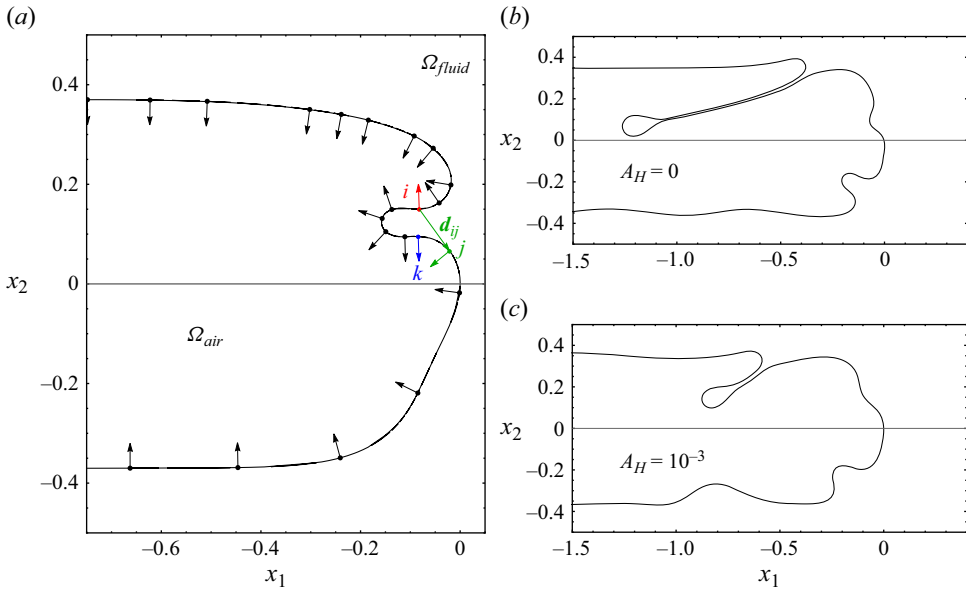 (a)
Ω_fluid
0.4
0.2
x_2 0
−0.2
−0.4
i
d_ij
j
k
Ω_air
−0.6 −0.4 −0.2 0
x_1
(b)
0.4
0.2
x_2 0
−0.2
−0.4
A_H = 0
−1.5 −1.0 −0.5 0
(c)
0.4
0.2
x_2 0
−0.2
−0.4
A_H = 10^−3
−1.5 −1.0 −0.5 0
x_1